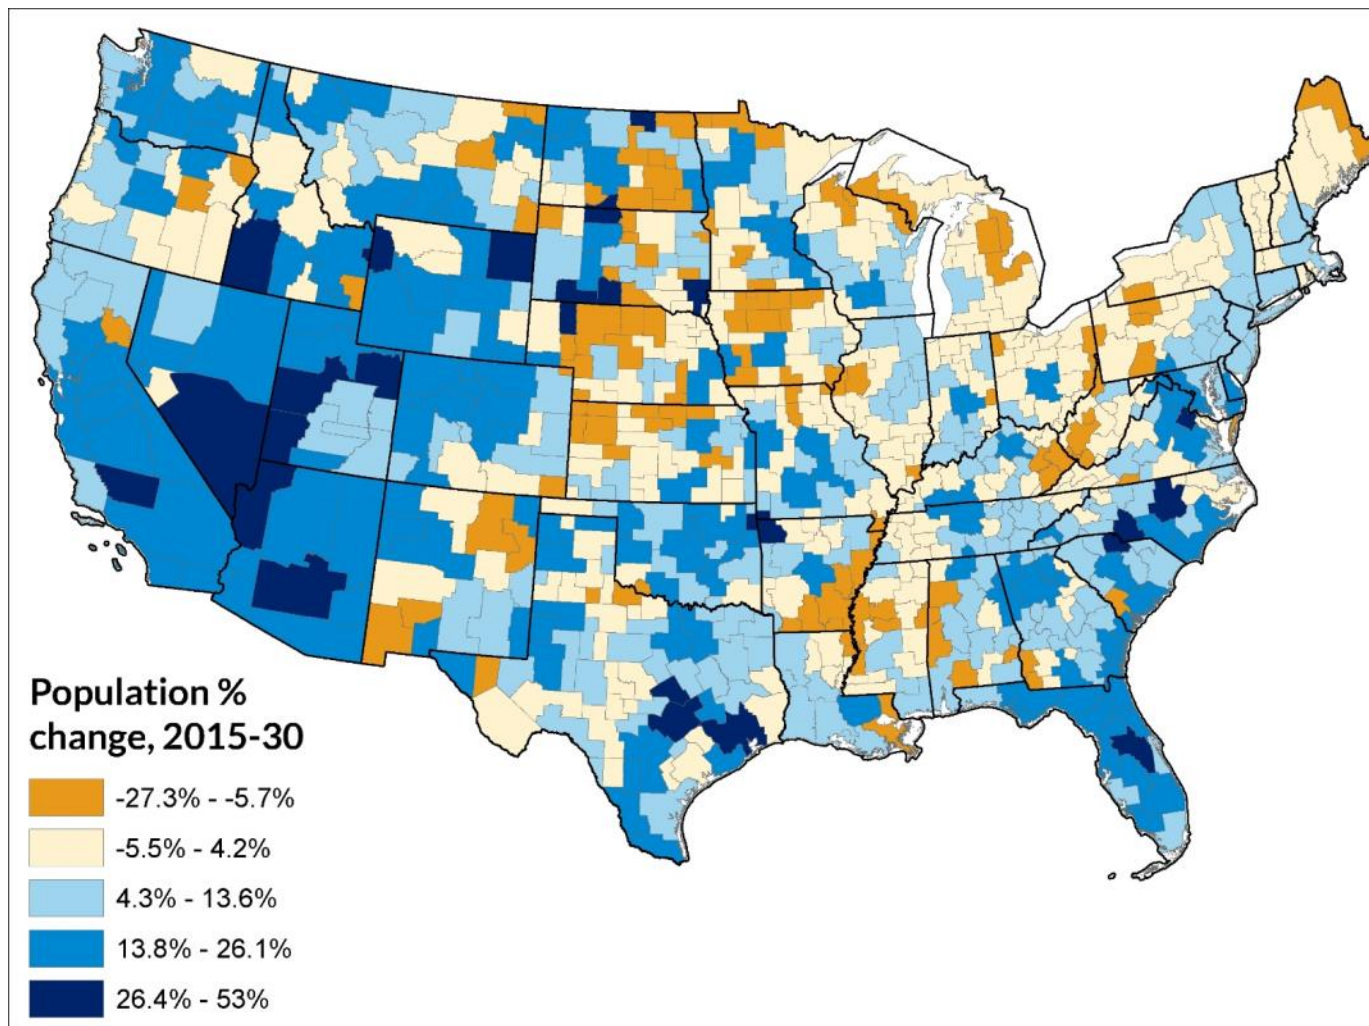 Population %
change, 2015-30
-27.3% - -5.7%
-5.5% - 4.2%
4.3% - 13.6%
13.8% - 26.1%
26.4% - 53%